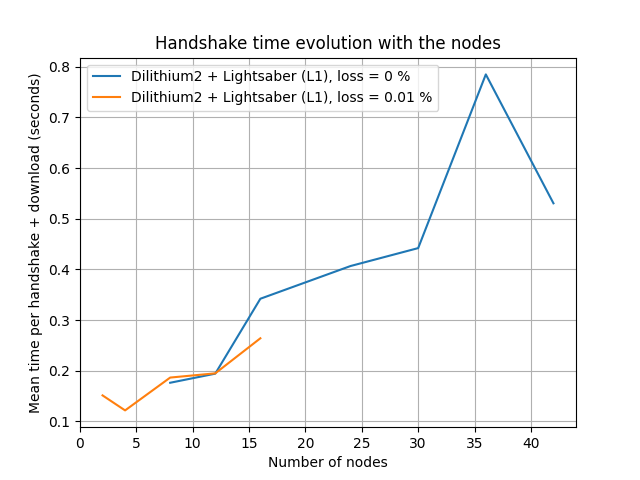 Handshake time evolution with the nodes
Dilithium2 + Lightsaber (L1), loss = 0 %
Dilithium2 + Lightsaber (L1), loss = 0.01 %
Mean time per handshake + download (seconds)
0.8
0.7
0.6
0.5
0.4
0.3
0.2
0.1
0 5 10 15 20 25 30 35 40
Number of nodes